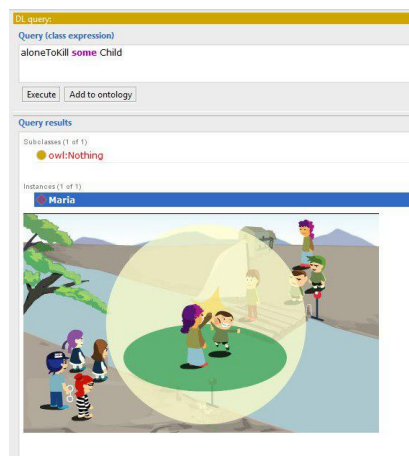 DL query:
Query (class expression)
aloneToKill some Child
Execute Add to ontology
Query results
Subclasses (1 of 1)
owl:Nothing
Instances (1 of 1)
Maria